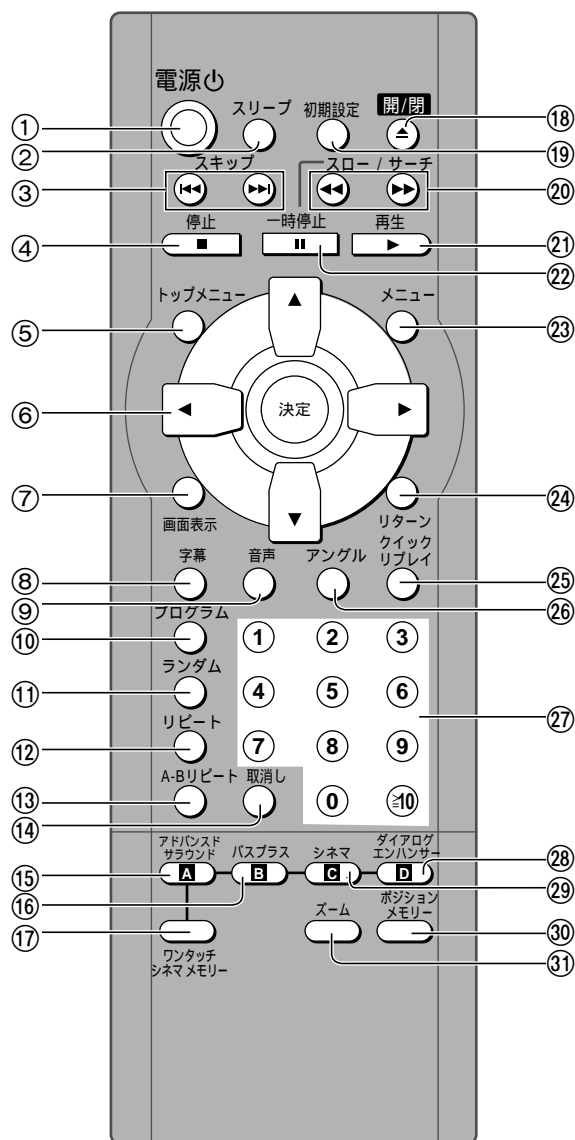 電源
スリープ
初期設定
開/閉
① ⑱
② ⑲
スキップ
スロー / サーチ
③ ⑳
停止
一時停止
再生
④ ㉑
㉒
トップメニュー
メニュー
⑤ ㉓
⑥
決定
⑦ ㉔
画面表示
リターン
字幕
音声
アングル
クイック
リプレイ
⑧ ㉕
⑨ ㉖
プログラム
⑩ 1 2 3
ランダム
⑪ 4 5 6 ㉗
リピート
⑫ 7 8 9
A-Bリピート
取消し
⑬ 0 ≧10
⑭
アドバンスド
サラウンド
バスプラス
シネマ
ダイアログ
エンハンサー
⑮ A B C D ㉘
⑯ ㉙
⑰ ㉚
ワンタッチ
シネマ メモリー
ズーム
ポジション
メモリー
㉛